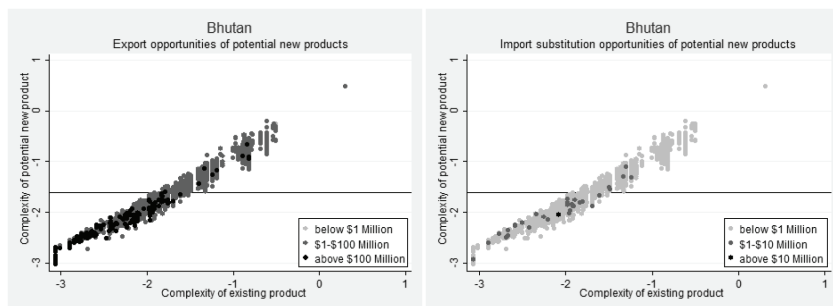 Bhutan
Export opportunities of potential new products
Complexity of potential new product
1
0
-1
-2
-3
-3
-2
-1
0
1
Complexity of existing product
below $1 Million
$1-$100 Million
above $100 Million
Bhutan
Import substitution opportunities of potential new products
Complexity of potential new product
1
0
-1
-2
-3
-3
-2
-1
0
1
Complexity of existing product
below $1 Million
$1-$10 Million
above $10 Million